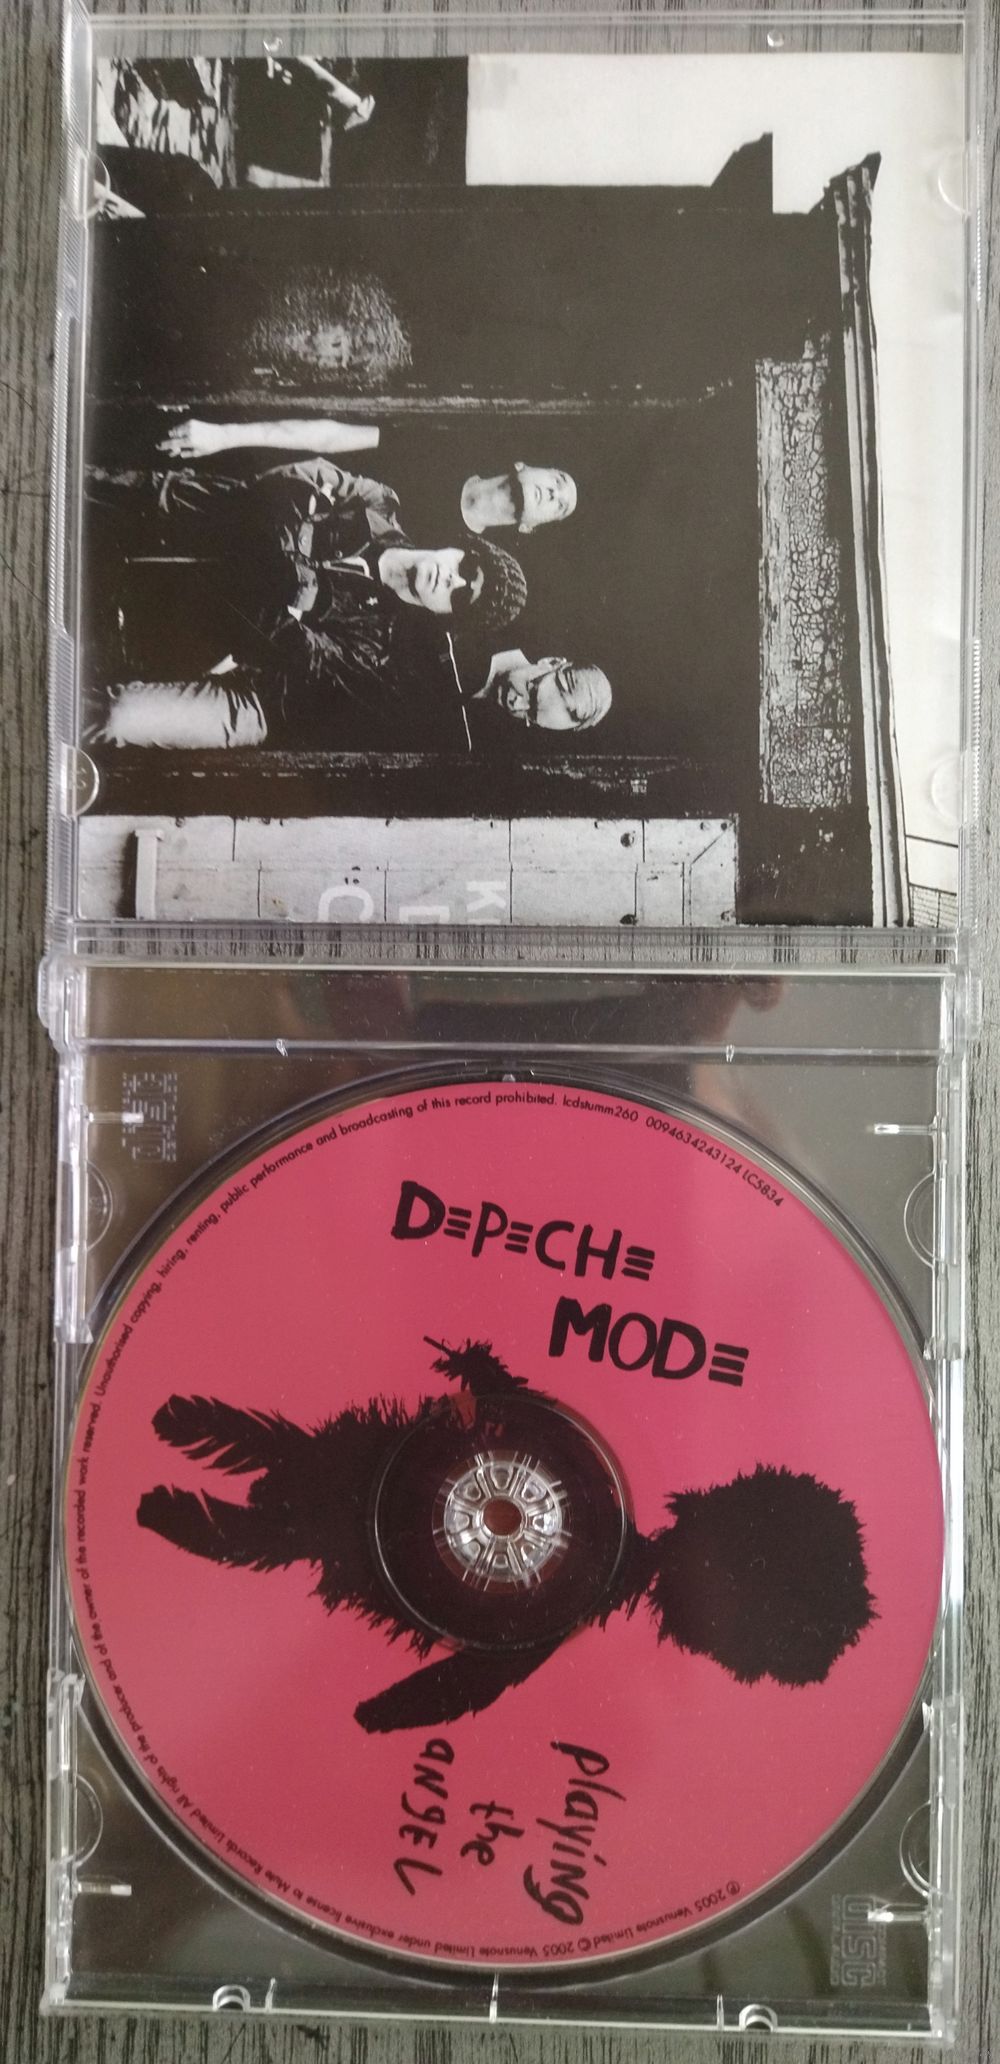 K
E
C
DEPECHE
MODE
playing
the
angel
℗ 2005 Venusnote Limited © 2005 Venusnote Limited under exclusive license to Mute Records Limited All rights of the producer and of the owner of the recorded work reserved. Unauthorised copying, hiring, renting, public performance and broadcasting of this record prohibited. lcdstumm260 0094634243124 LC5834
disc